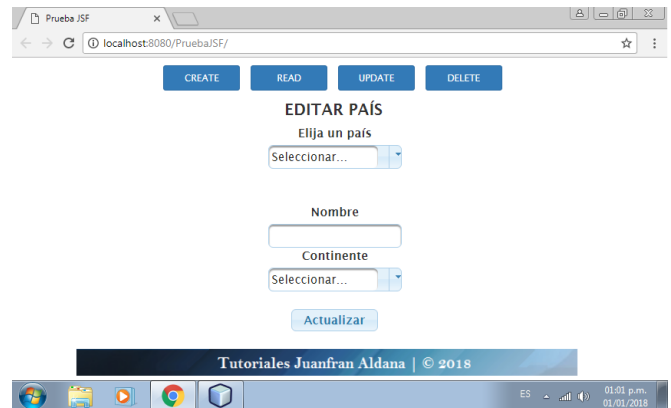 Prueba JSF
localhost:8080/PruebaJSF/
CREATE READ UPDATE DELETE
EDITAR PAÍS
Elija un país
Seleccionar...
Nombre
Continente
Seleccionar...
Actualizar
Tutoriales Juanfran Aldana | © 2018
ES 01:01 p.m.
01/01/2018